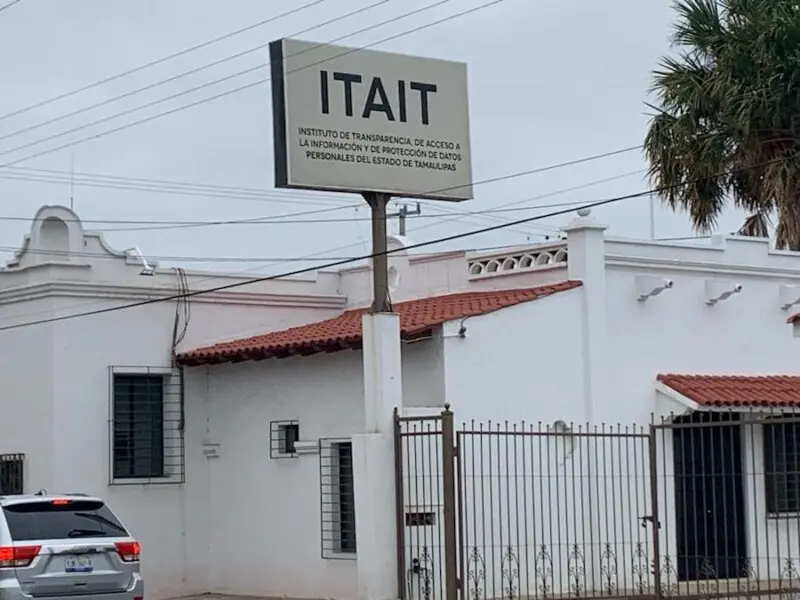 ITAIT
INSTITUTO DE TRANSPARENCIA, DE ACCESO A
LA INFORMACIÓN Y DE PROTECCIÓN DE DATOS
PERSONALES DEL ESTADO DE TAMAULIPAS